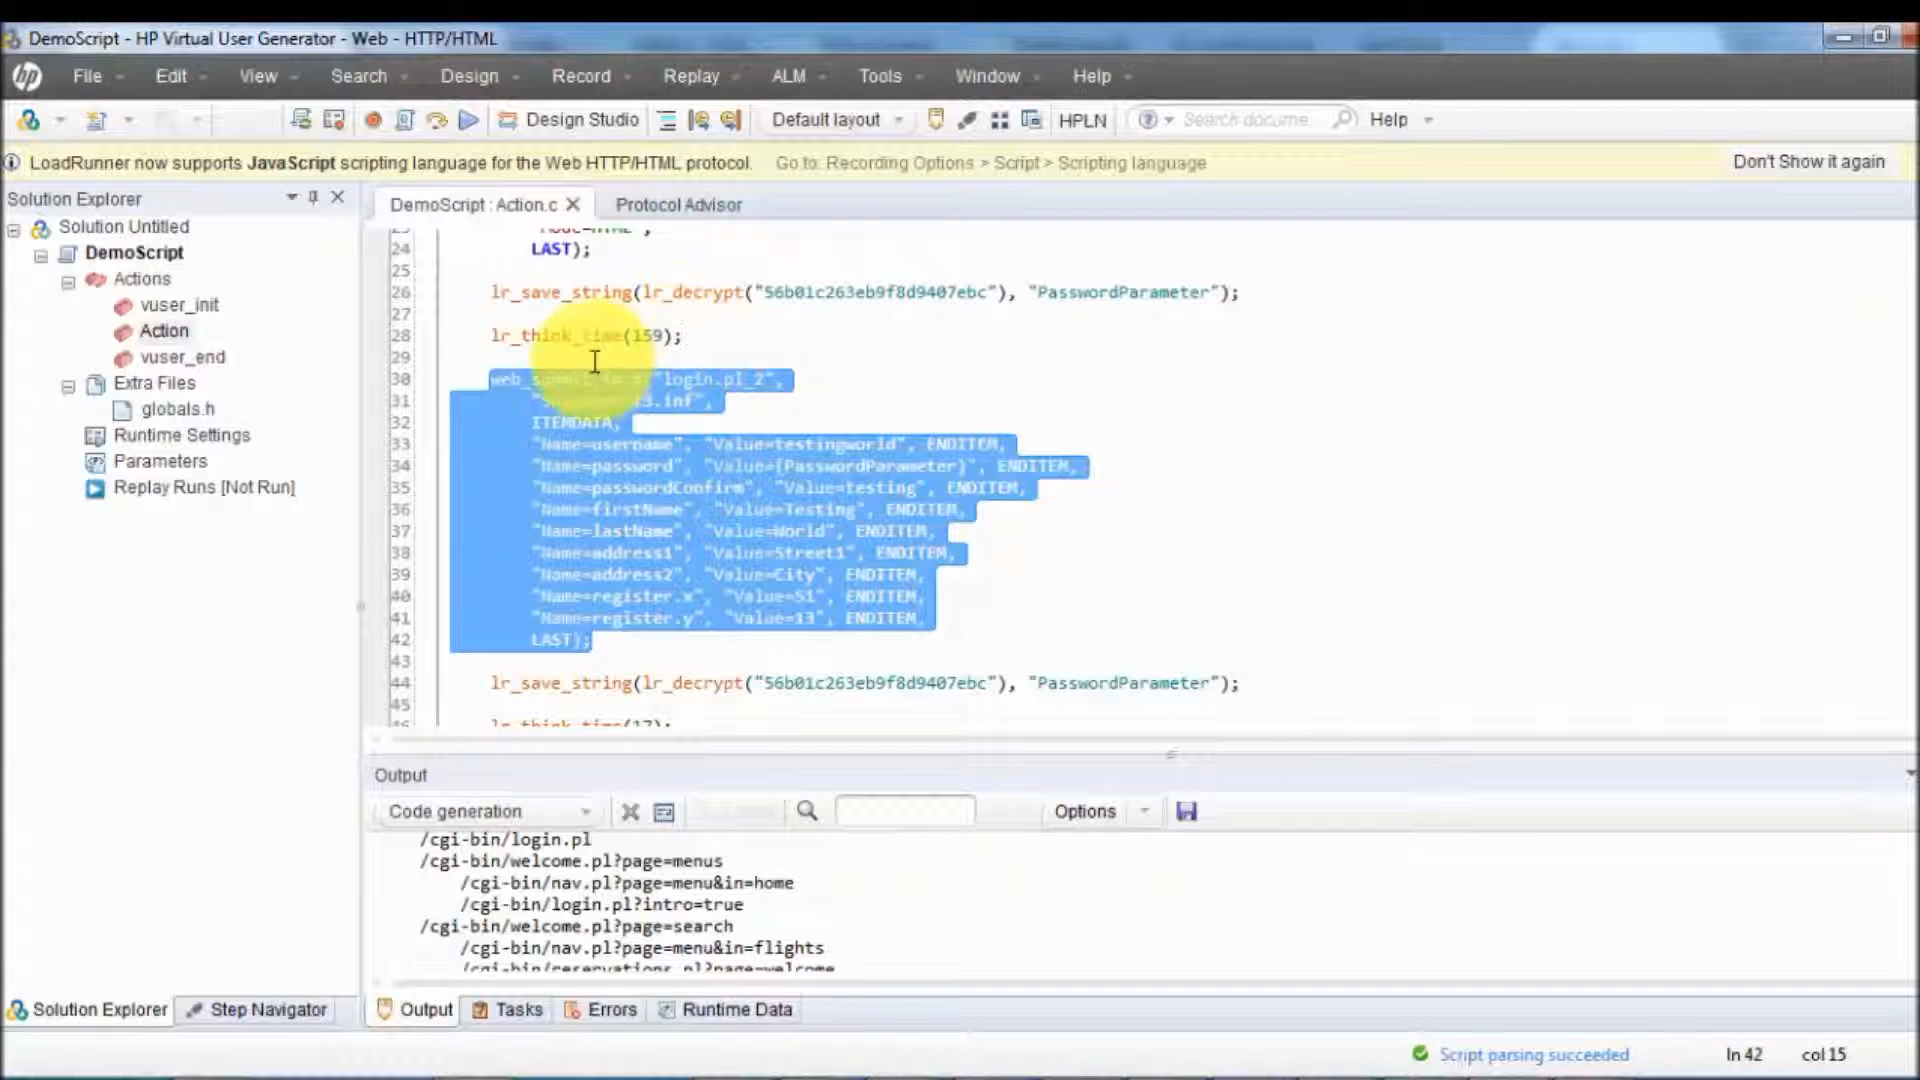 DemoScript - HP Virtual User Generator - Web - HTTP/HTML
hp File Edit View Search Design Record Replay ALM Tools Window Help
Design Studio Default layout HPLN Search docume Help
LoadRunner now supports JavaScript scripting language for the Web HTTP/HTML protocol. Go to: Recording Options > Script > Scripting language Don't Show it again
Solution Explorer
Solution Untitled
DemoScript
Actions
vuser_init
Action
vuser_end
Extra Files
globals.h
Runtime Settings
Parameters
Replay Runs [Not Run]
DemoScript : Action.c Protocol Advisor
24 LAST);
25
26 lr_save_string(lr_decrypt("56b01c263eb9f8d9407ebc"), "PasswordParameter");
27
28 lr_think_time(159);
29
30 "login.pl_2",
31
32 ITEMDATA,
33 "Name=username", "Value=testingworld", ENDITEM,
34 "Name=password", "Value={PasswordParameter}", ENDITEM,
35 "Name=passwordConfirm", "Value=testing", ENDITEM,
36 "Name=firstName", "Value=Testing", ENDITEM,
37 "Name=lastName", "Value=World", ENDITEM,
38 "Name=address1", "Value=Street1", ENDITEM,
39 "Name=address2", "Value=City", ENDITEM,
40 "Name=register.x", "Value=51", ENDITEM,
41 "Name=register.y", "Value=13", ENDITEM,
42 LAST);
43
44 lr_save_string(lr_decrypt("56b01c263eb9f8d9407ebc"), "PasswordParameter");
45
lr_think_time(17);
Output
Code generation Options
/cgi-bin/login.pl
/cgi-bin/welcome.pl?page=menus
/cgi-bin/nav.pl?page=menu&in=home
/cgi-bin/login.pl?intro=true
/cgi-bin/welcome.pl?page=search
/cgi-bin/nav.pl?page=menu&in=flights
/cgi-bin/reservations.pl?page=welcome
Solution Explorer Step Navigator Output Tasks Errors Runtime Data
Script parsing succeeded ln 42 col 15